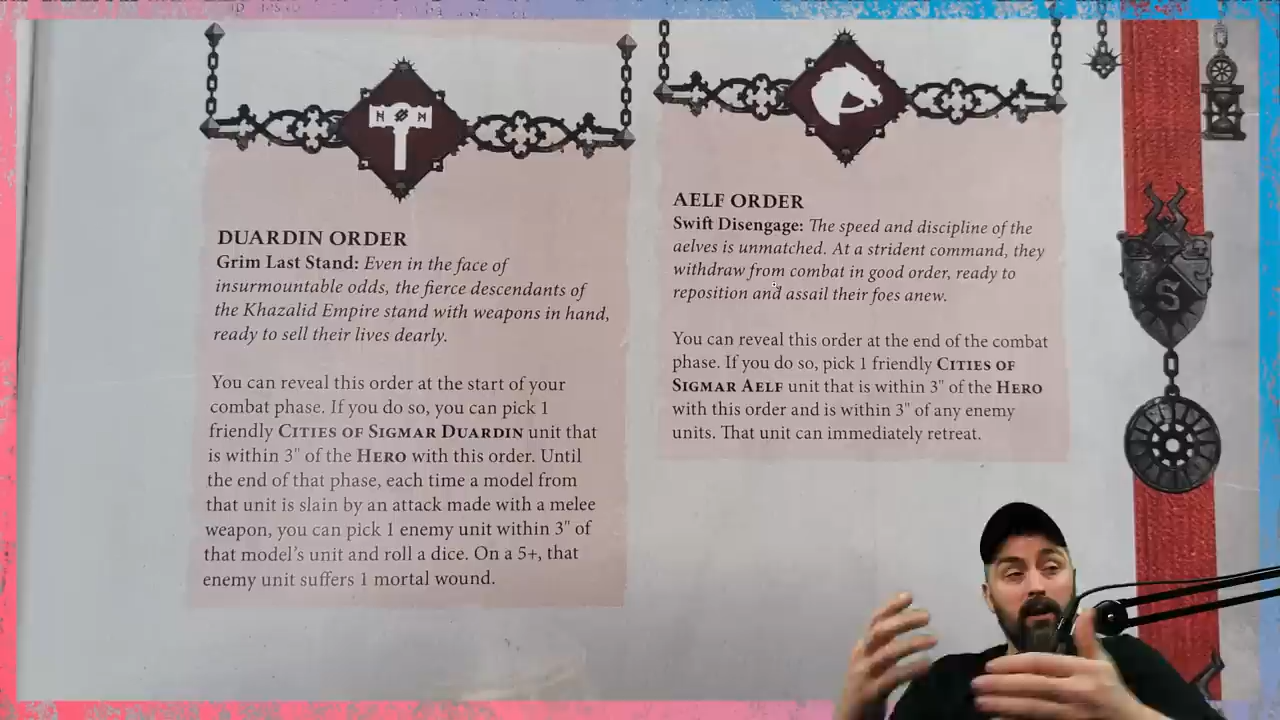 DUARDIN ORDER
Grim Last Stand: Even in the face of
insurmountable odds, the fierce descendants of
the Khazalid Empire stand with weapons in hand,
ready to sell their lives dearly.
You can reveal this order at the start of your
combat phase. If you do so, you can pick 1
friendly CITIES OF SIGMAR DUARDIN unit that
is within 3" of the HERO with this order. Until
the end of that phase, each time a model from
that unit is slain by an attack made with a melee
weapon, you can pick 1 enemy unit within 3" of
that model's unit and roll a dice. On a 5+, that
enemy unit suffers 1 mortal wound.
AELF ORDER
Swift Disengage: The speed and discipline of the
aelves is unmatched. At a strident command, they
withdraw from combat in good order, ready to
reposition and assail their foes anew.
You can reveal this order at the end of the combat
phase. If you do so, pick 1 friendly CITIES OF
SIGMAR AELF unit that is within 3" of the HERO
with this order and is within 3" of any enemy
units. That unit can immediately retreat.
S